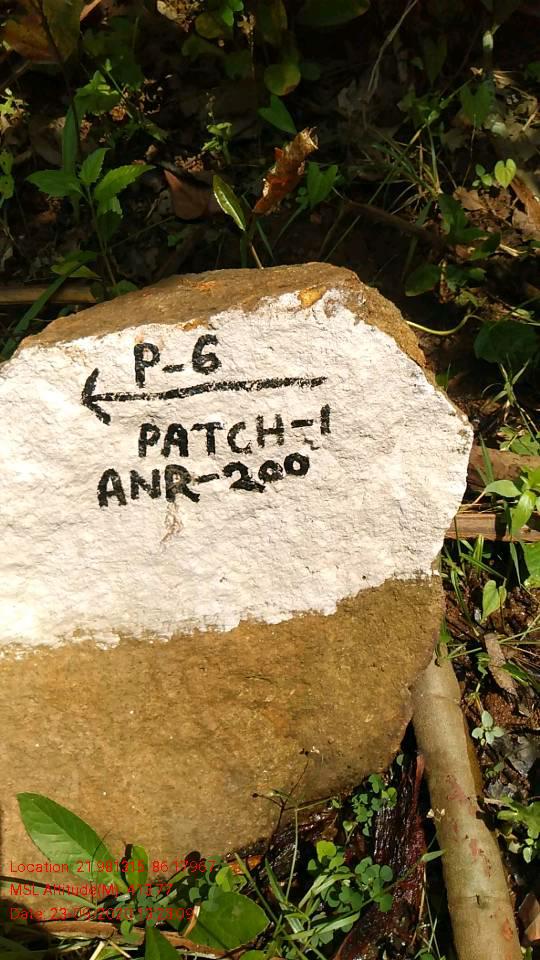 P-6
PATCH-1
ANR-200
Location:
MSL Altitude(M):
Date: